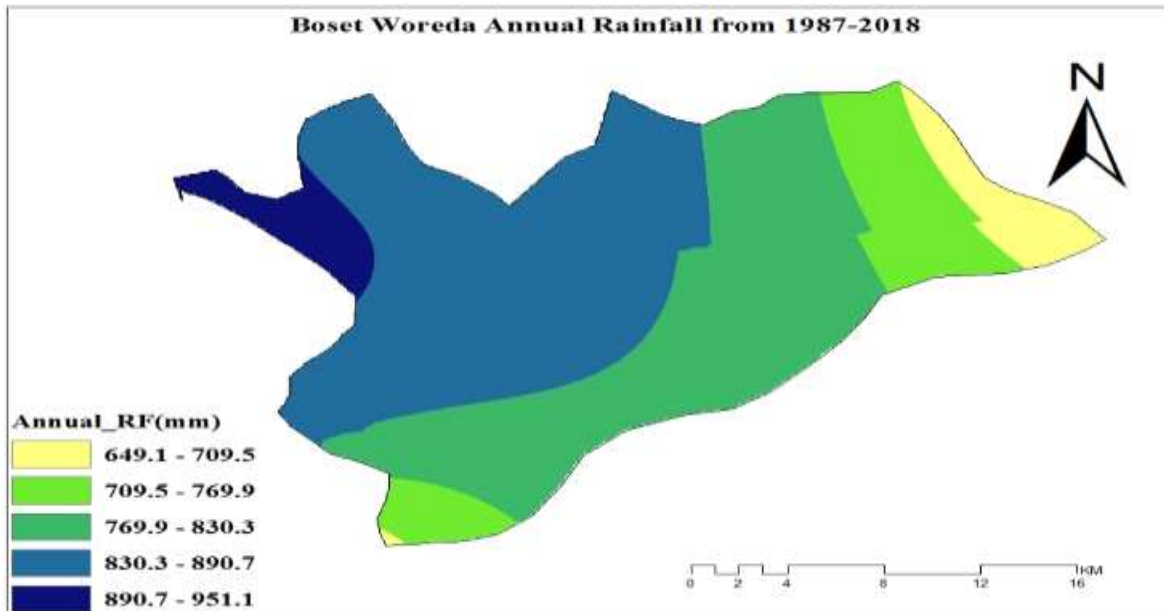 Boset Woreda Annual Rainfall from 1987-2018
N
Annual_RF(mm)
649.1 - 709.5
709.5 - 769.9
769.9 - 830.3
830.3 - 890.7
890.7 - 951.1
0 2 4 8 12 16 KM